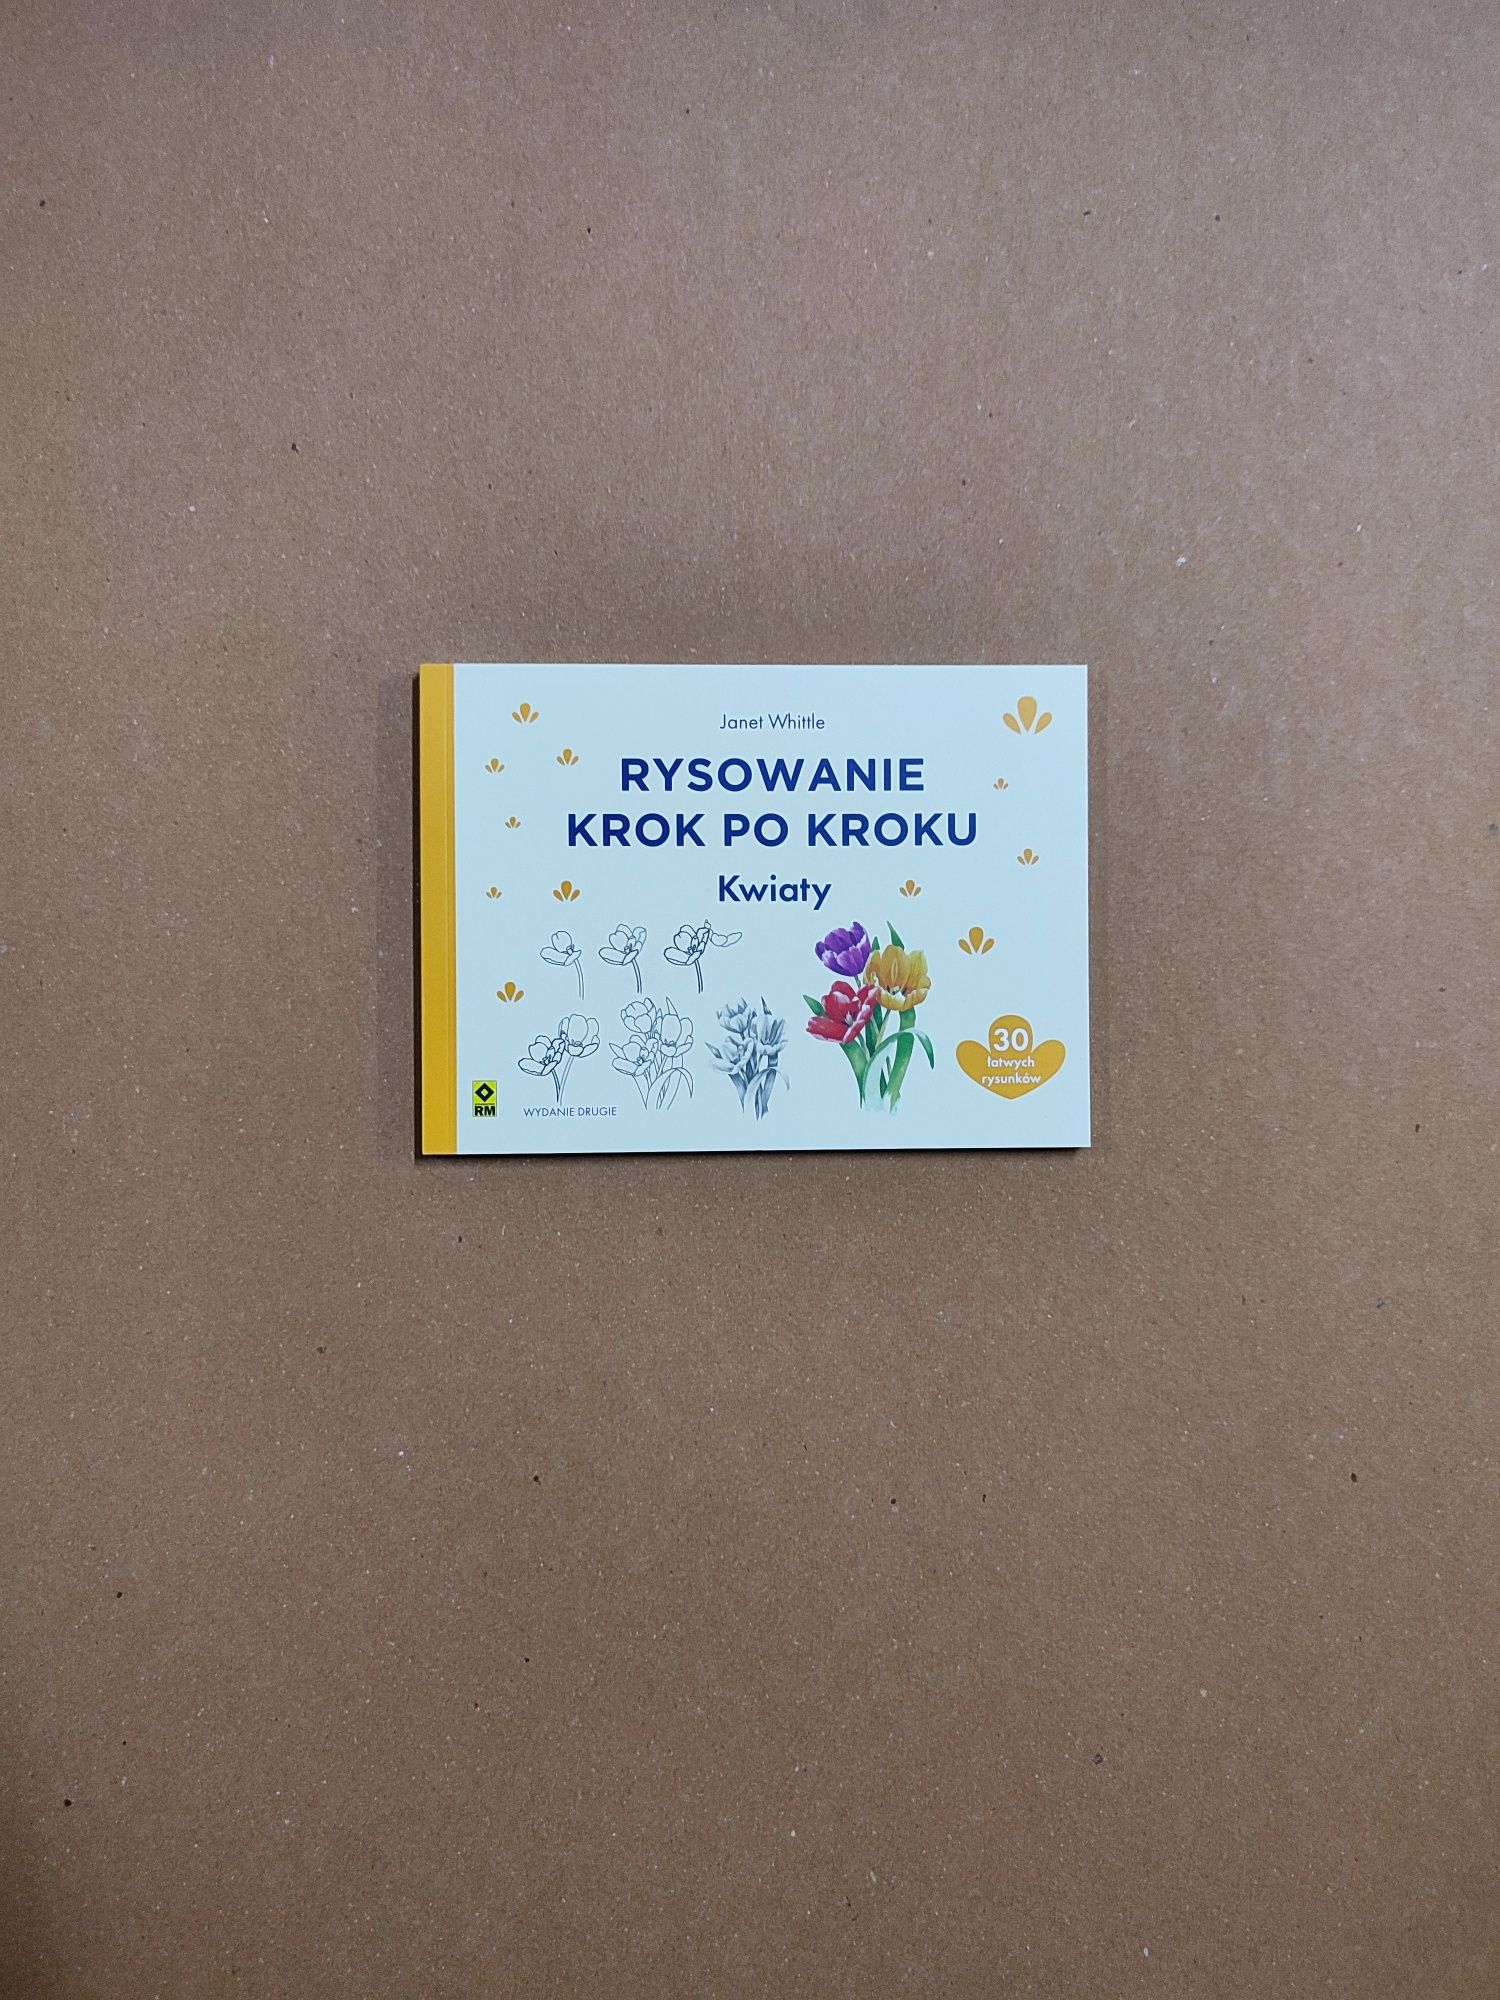 Janet Whittle
RYSOWANIE
KROK PO KROKU
Kwiaty
30
łatwych
rysunków
RM
WYDANIE DRUGIE